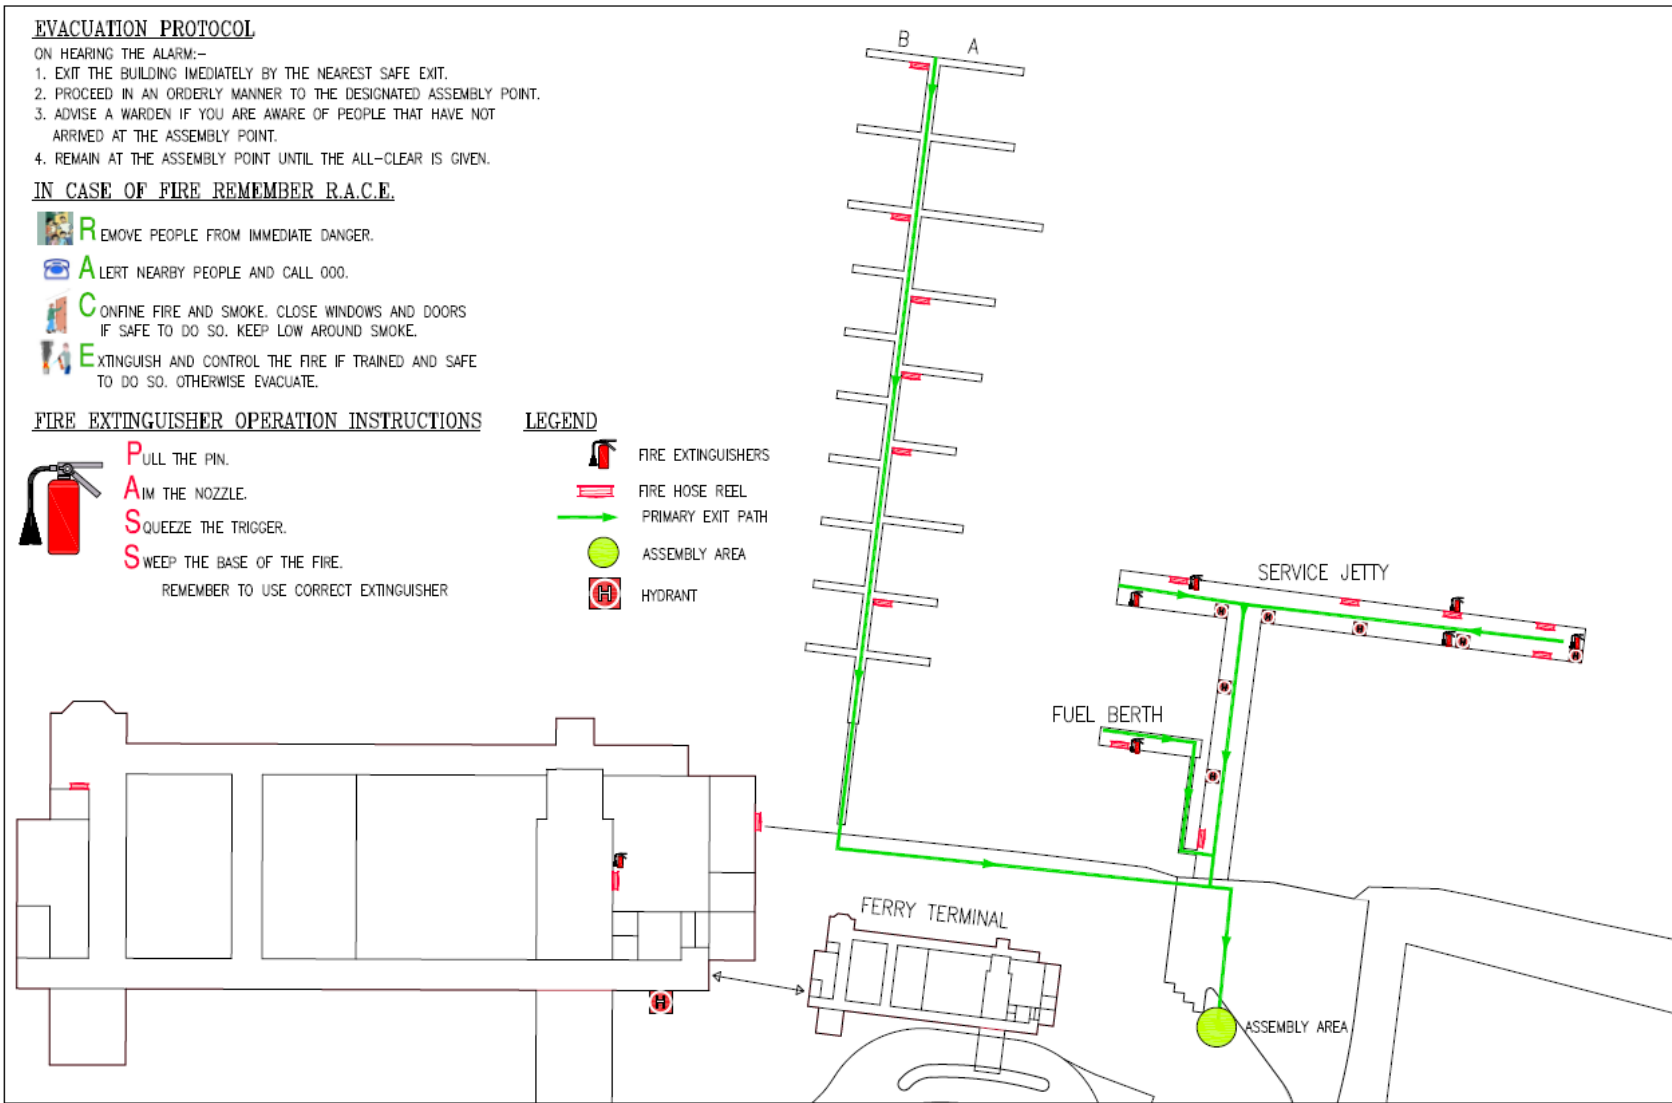 EVACUATION PROTOCOL
ON HEARING THE ALARM:-
1. EXIT THE BUILDING IMEDIATELY BY THE NEAREST SAFE EXIT.
2. PROCEED IN AN ORDERLY MANNER TO THE DESIGNATED ASSEMBLY POINT.
3. ADVISE A WARDEN IF YOU ARE AWARE OF PEOPLE THAT HAVE NOT
ARRIVED AT THE ASSEMBLY POINT.
4. REMAIN AT THE ASSEMBLY POINT UNTIL THE ALL-CLEAR IS GIVEN.
IN CASE OF FIRE REMEMBER R.A.C.E.
REMOVE PEOPLE FROM IMMEDIATE DANGER.
ALERT NEARBY PEOPLE AND CALL 000.
CONFINE FIRE AND SMOKE. CLOSE WINDOWS AND DOORS
IF SAFE TO DO SO. KEEP LOW AROUND SMOKE.
EXTINGUISH AND CONTROL THE FIRE IF TRAINED AND SAFE
TO DO SO. OTHERWISE EVACUATE.
FIRE EXTINGUISHER OPERATION INSTRUCTIONS
PULL THE PIN.
AIM THE NOZZLE.
SQUEEZE THE TRIGGER.
SWEEP THE BASE OF THE FIRE.
REMEMBER TO USE CORRECT EXTINGUISHER
LEGEND
FIRE EXTINGUISHERS
FIRE HOSE REEL
PRIMARY EXIT PATH
ASSEMBLY AREA
H HYDRANT
B A
SERVICE JETTY
H
H
H
H
H
H
H
FUEL BERTH
FERRY TERMINAL
H
ASSEMBLY AREA